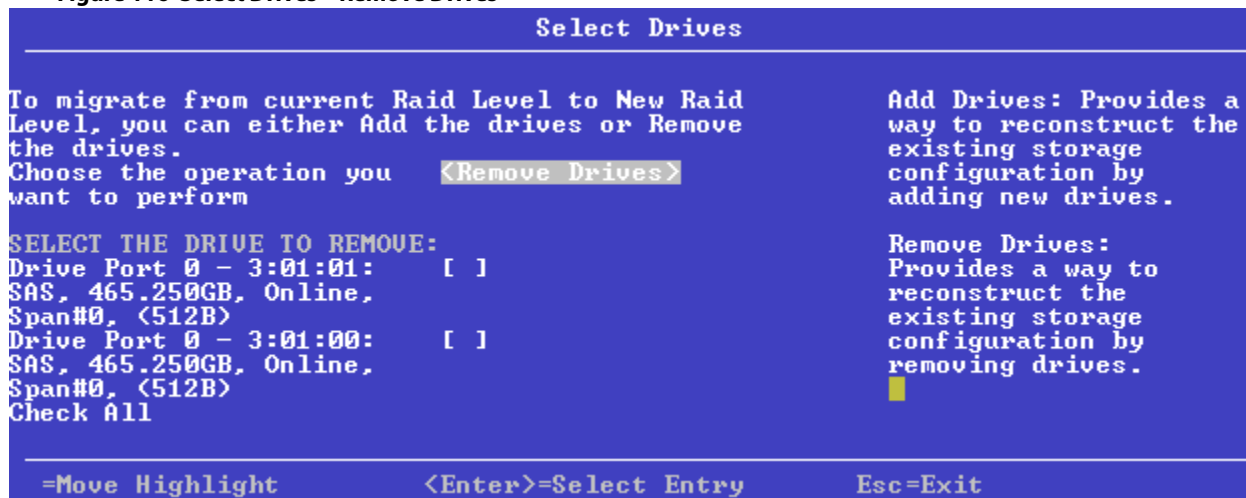 Select Drives
To migrate from current Raid Level to New Raid
Level, you can either Add the drives or Remove
the drives.
Choose the operation you <Remove Drives>
want to perform
SELECT THE DRIVE TO REMOVE:
Drive Port 0 - 3:01:01: [ ]
SAS, 465.250GB, Online,
Span#0, (512B)
Drive Port 0 - 3:01:00: [ ]
SAS, 465.250GB, Online,
Span#0, (512B)
Check All
Add Drives: Provides a
way to reconstruct the
existing storage
configuration by
adding new drives.
Remove Drives:
Provides a way to
reconstruct the
existing storage
configuration by
removing drives.
=Move Highlight <Enter>=Select Entry Esc=Exit